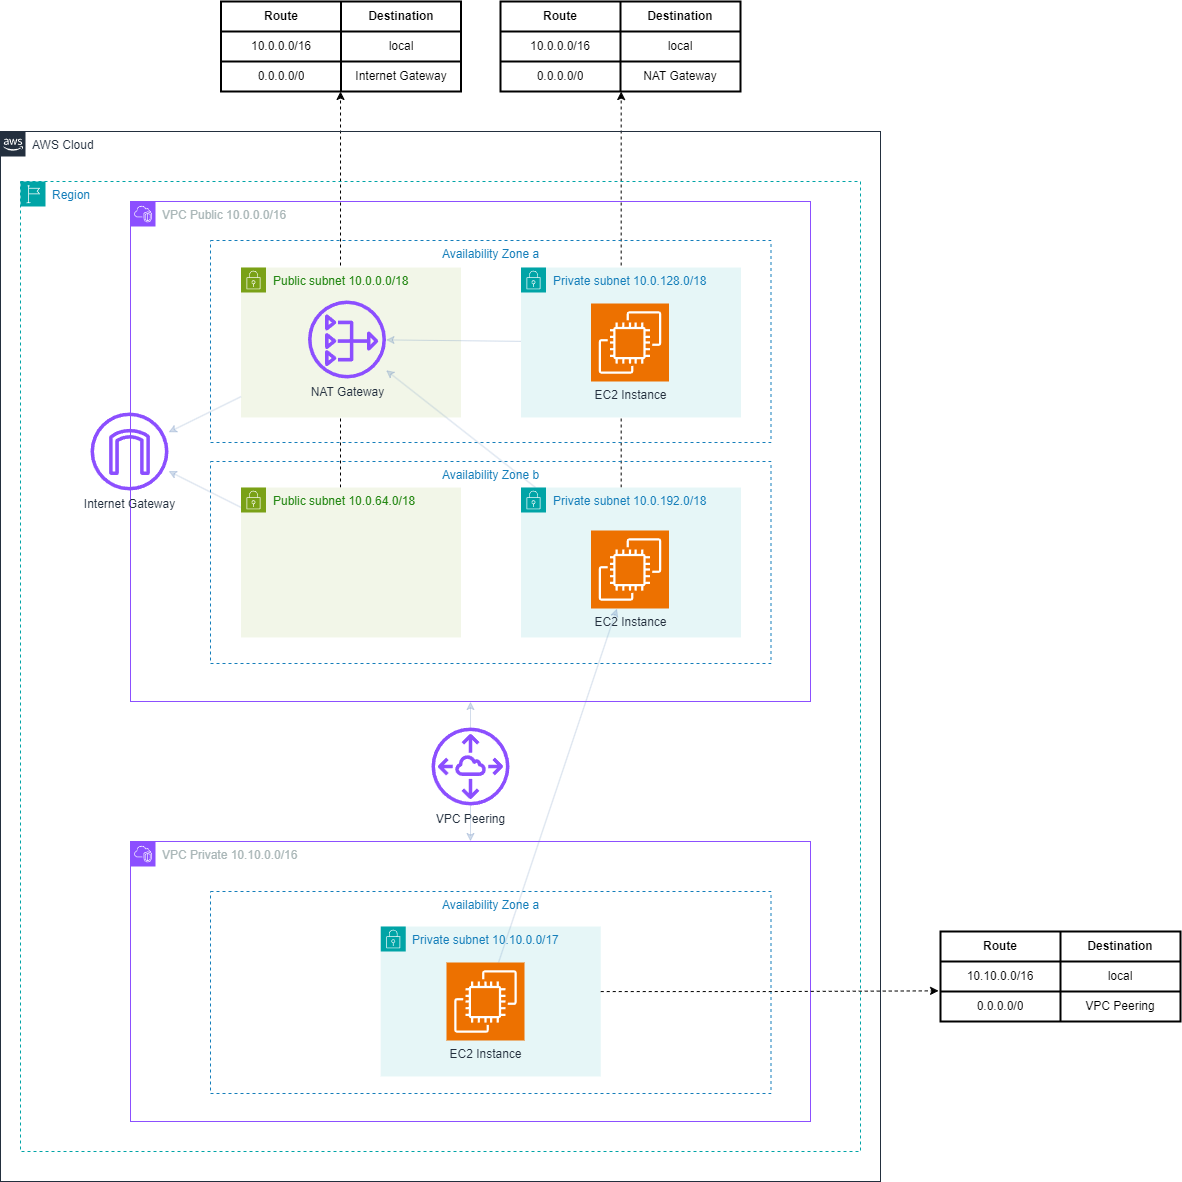 Route Destination
10.0.0.0/16 local
0.0.0.0/0 Internet Gateway
Route Destination
10.0.0.0/16 local
0.0.0.0/0 NAT Gateway
aws
AWS Cloud
Region
VPC Public 10.0.0.0/16
Availability Zone a
Public subnet 10.0.0.0/18
Private subnet 10.0.128.0/18
NAT Gateway
EC2 Instance
Internet Gateway
Availability Zone b
Public subnet 10.0.64.0/18
Private subnet 10.0.192.0/18
EC2 Instance
VPC Peering
VPC Private 10.10.0.0/16
Availability Zone a
Private subnet 10.10.0.0/17
EC2 Instance
Route Destination
10.10.0.0/16 local
0.0.0.0/0 VPC Peering